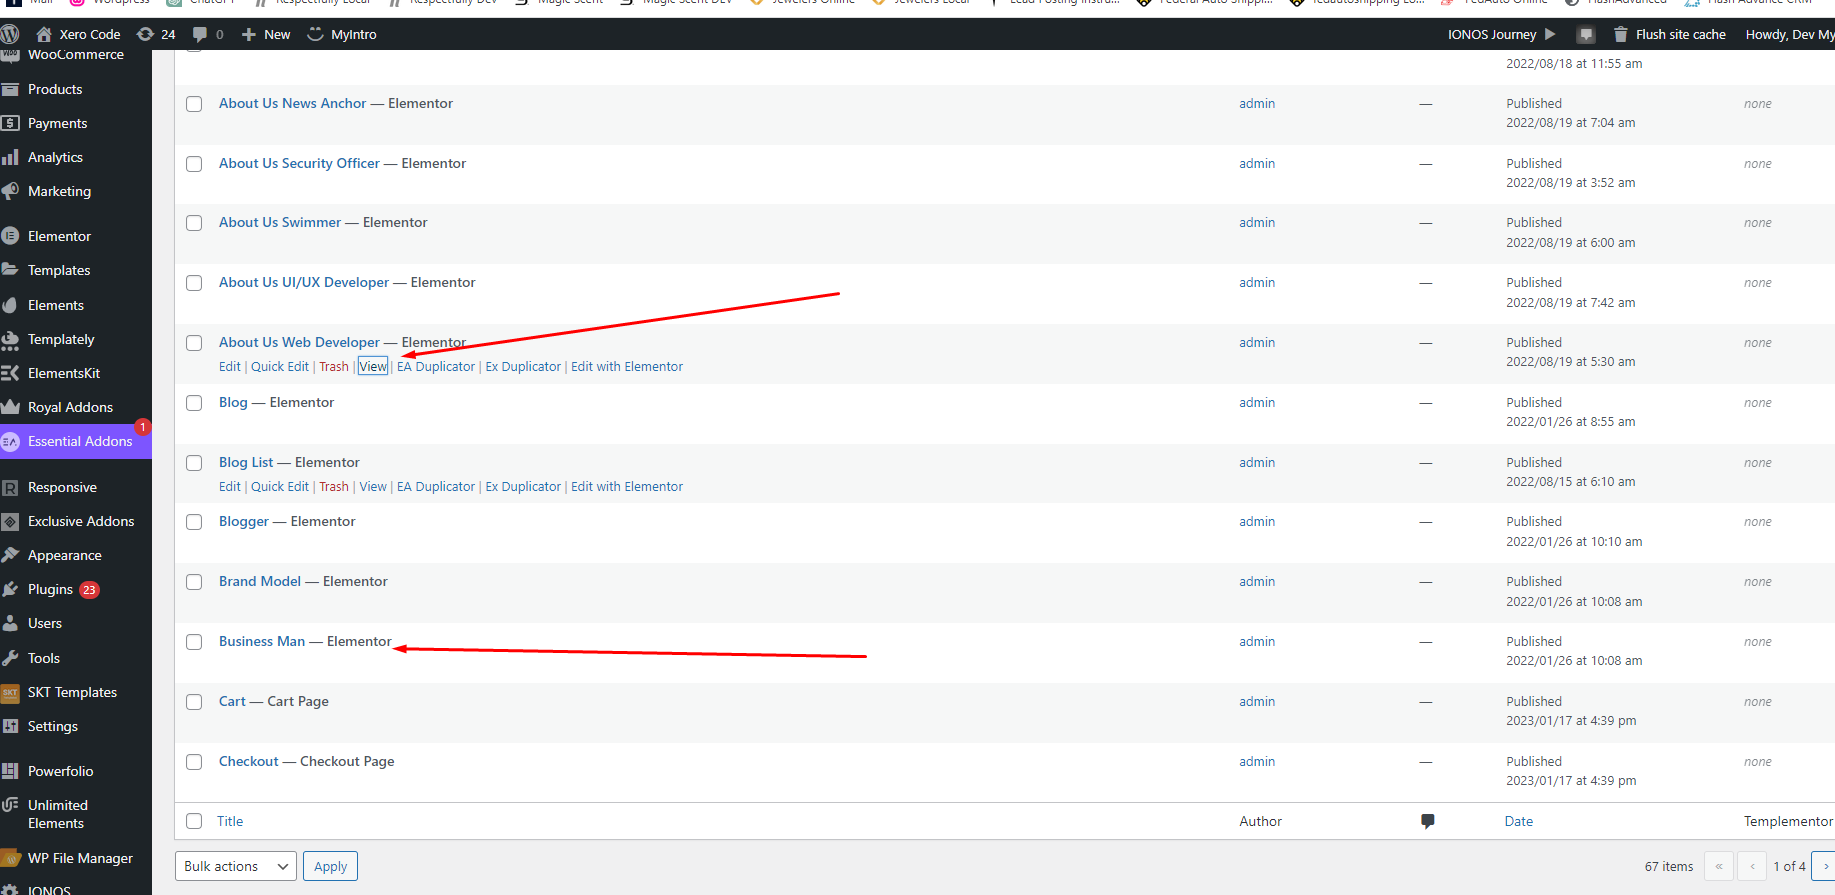 Xero Code 24 0 New MyIntro IONOS Journey Flush site cache Howdy, Dev My
WooCommerce
Products
Payments
Analytics
Marketing
Elementor
Templates
Elements
Templately
ElementsKit
Royal Addons
Essential Addons 1
Responsive
Exclusive Addons
Appearance
Plugins 23
Users
Tools
SKT Templates
Settings
Powerfolio
Unlimited
Elements
WP File Manager
IONOS
2022/08/18 at 11:55 am
About Us News Anchor — Elementor admin — Published none
2022/08/19 at 7:04 am
About Us Security Officer — Elementor admin — Published none
2022/08/19 at 3:52 am
About Us Swimmer — Elementor admin — Published none
2022/08/19 at 6:00 am
About Us UI/UX Developer — Elementor admin — Published none
2022/08/19 at 7:42 am
About Us Web Developer — Elementor admin — Published none
Edit | Quick Edit | Trash | View | EA Duplicator | Ex Duplicator | Edit with Elementor 2022/08/19 at 5:30 am
Blog — Elementor admin — Published none
2022/01/26 at 8:55 am
Blog List — Elementor admin — Published none
Edit | Quick Edit | Trash | View | EA Duplicator | Ex Duplicator | Edit with Elementor 2022/08/15 at 6:10 am
Blogger — Elementor admin — Published none
2022/01/26 at 10:10 am
Brand Model — Elementor admin — Published none
2022/01/26 at 10:08 am
Business Man — Elementor admin — Published none
2022/01/26 at 10:08 am
Cart — Cart Page admin — Published none
2023/01/17 at 4:39 pm
Checkout — Checkout Page admin — Published none
2023/01/17 at 4:39 pm
Title Author Date Templementor
Bulk actions Apply 67 items « ‹ 1 of 4 ›